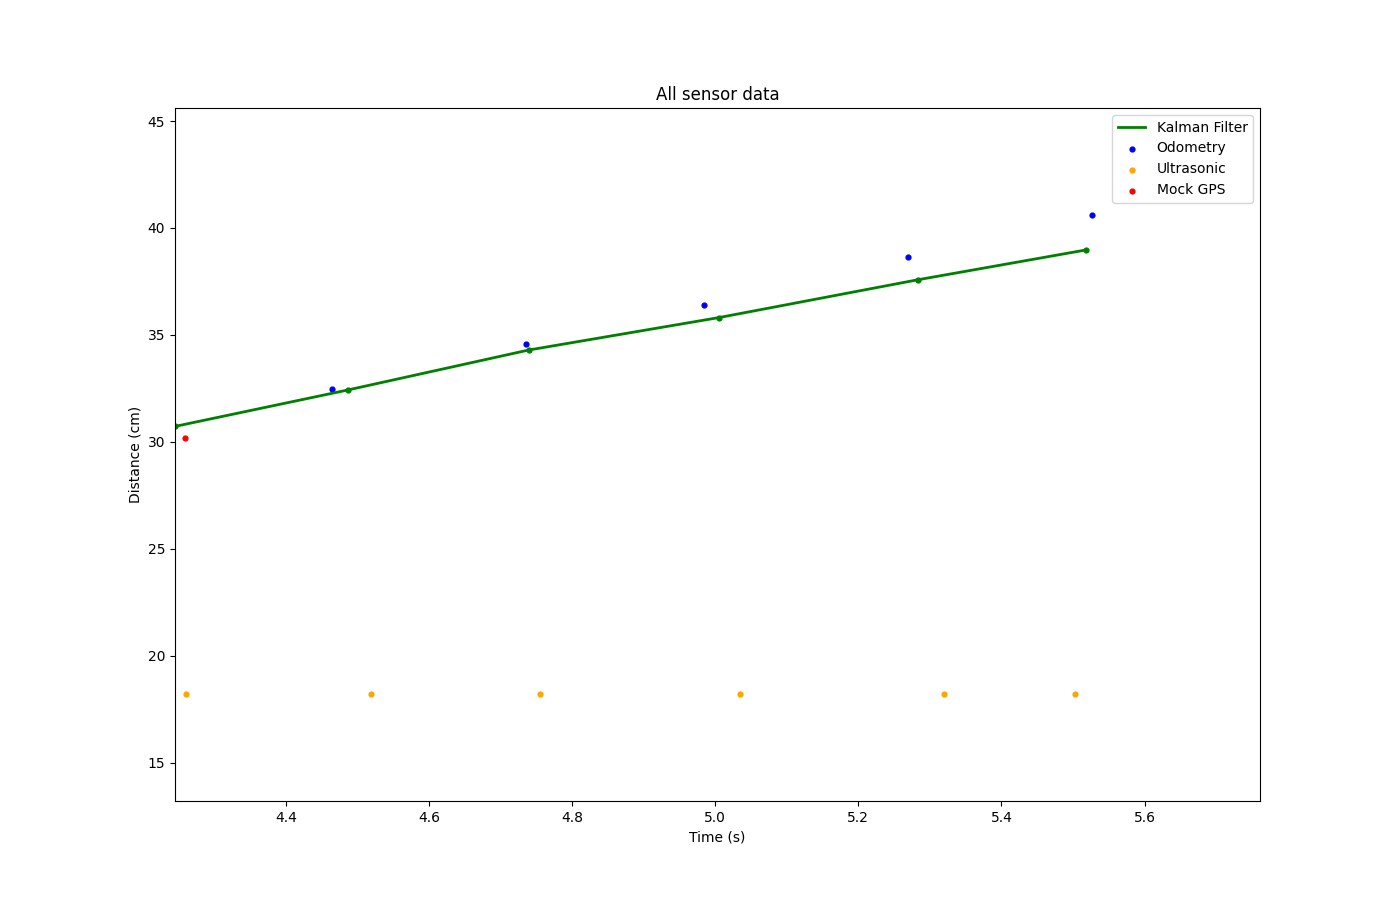 All sensor data
Kalman Filter
Odometry
Ultrasonic
Mock GPS
45
40
35
30
25
20
15
Distance (cm)
4.4 4.6 4.8 5.0 5.2 5.4 5.6
Time (s)